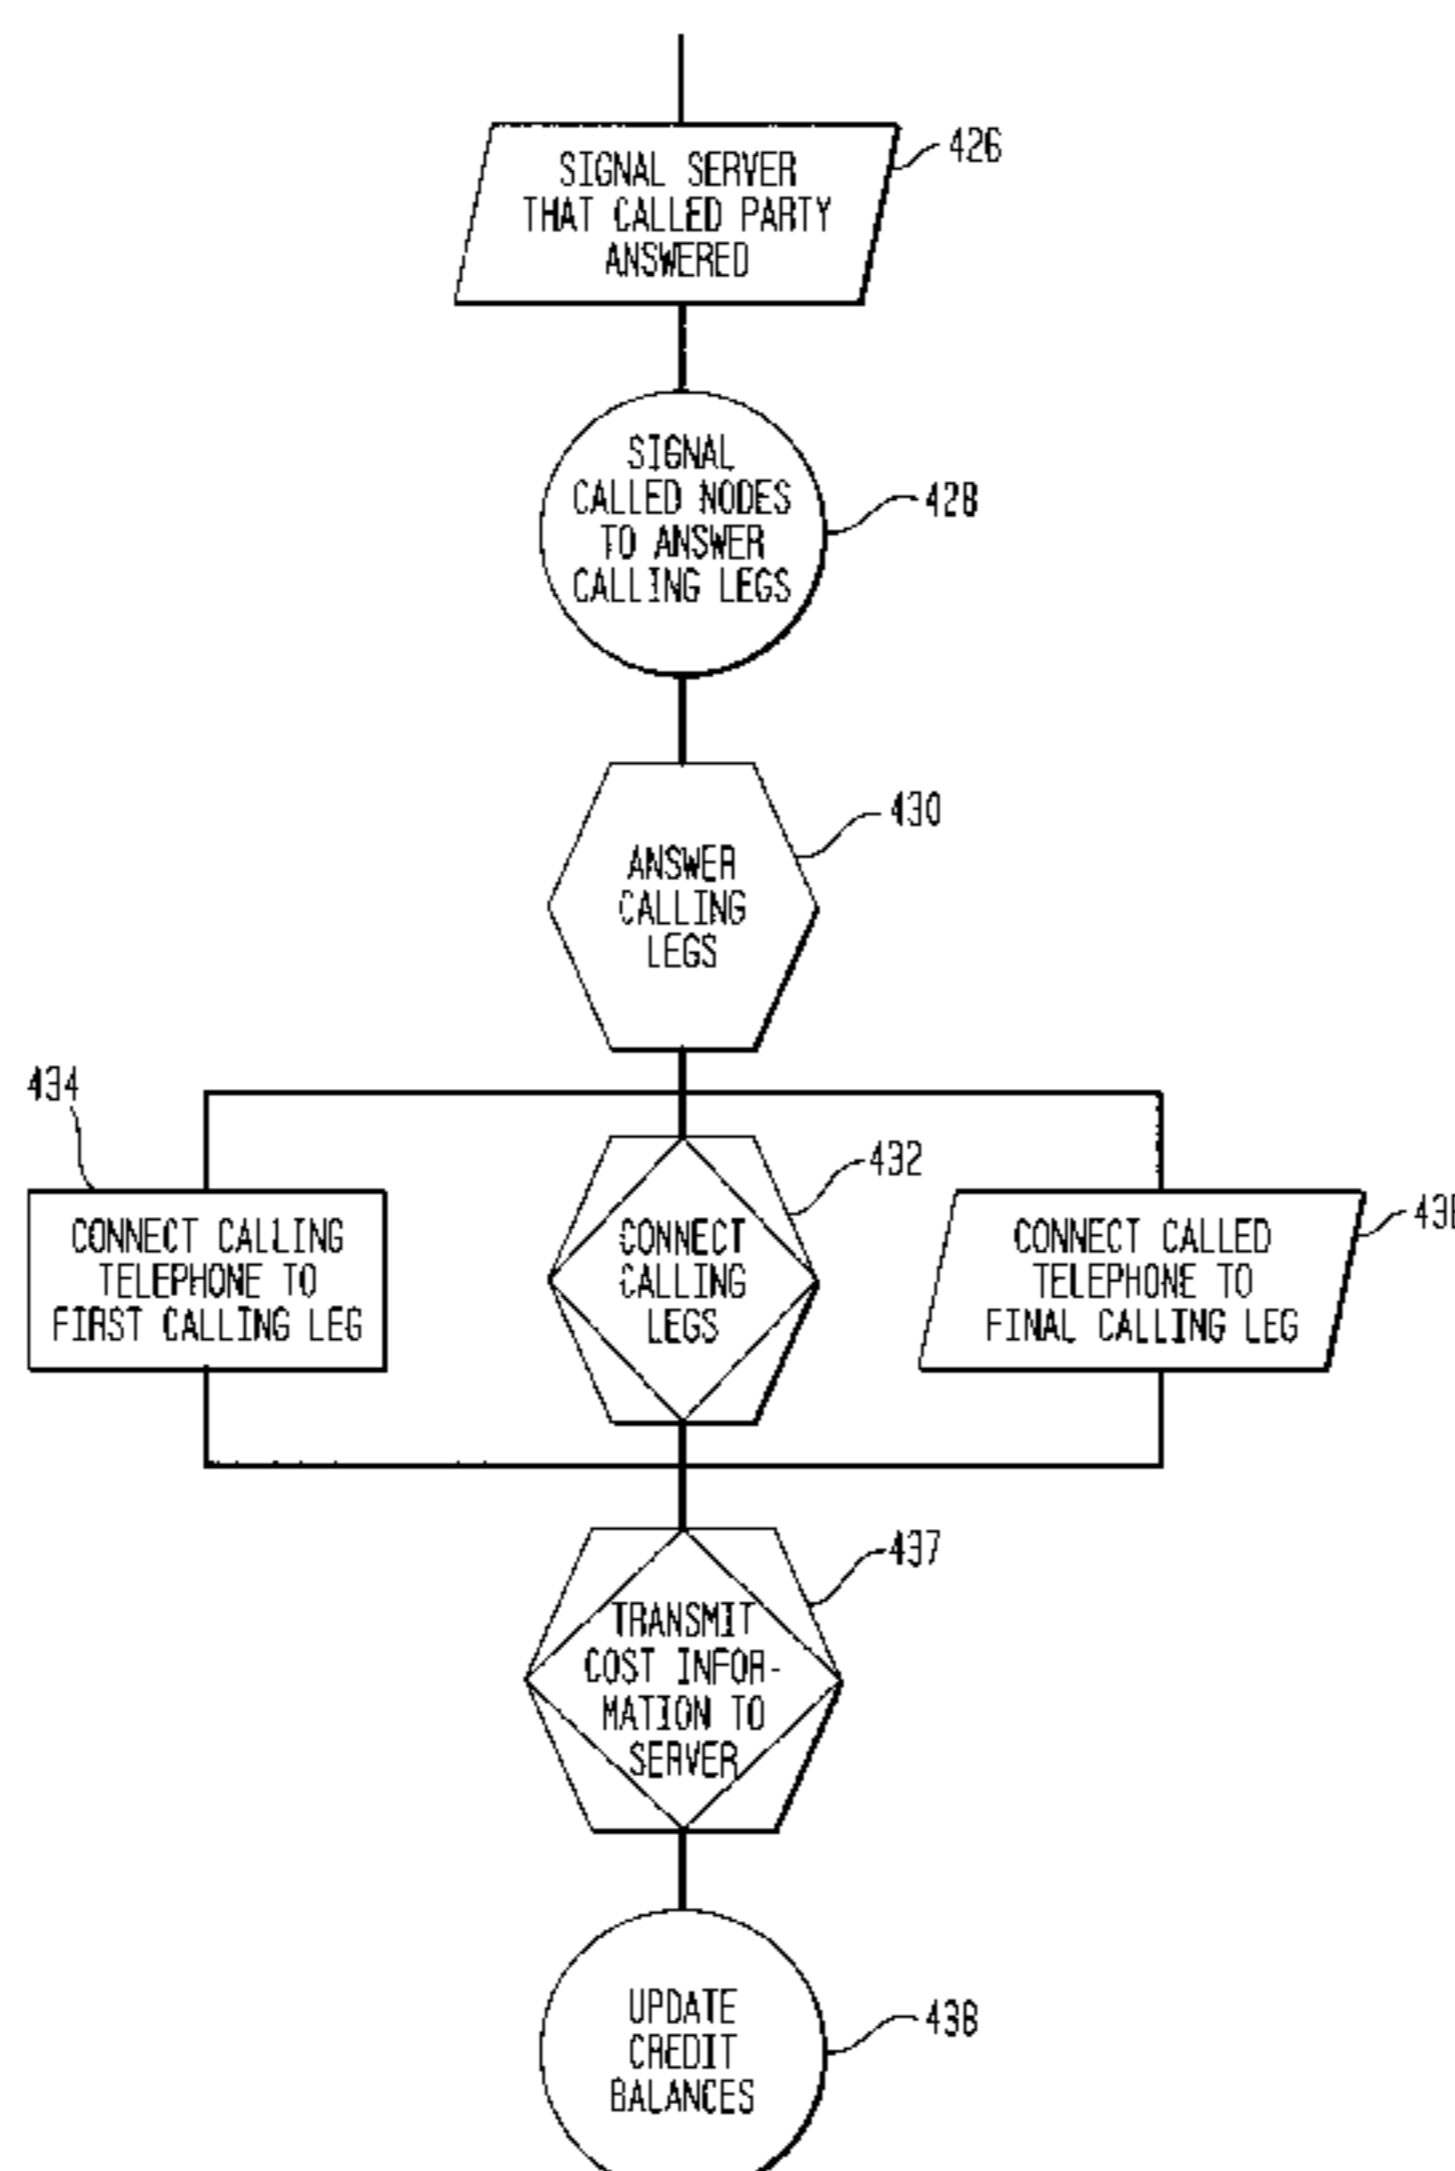 SIGNAL SERVER
THAT CALLED PARTY
ANSWERED
426
SIGNAL
CALLED NODES
TO ANSWER
CALLING LEGS
428
ANSWER
CALLING
LEGS
430
434
CONNECT CALLING
TELEPHONE TO
FIRST CALLING LEG
CONNECT
CALLING
LEGS
432
CONNECT CALLED
TELEPHONE TO
FINAL CALLING LEG
TRANSMIT
COST INFOR-
MATION TO
SERVER
437
UPDATE
CREDIT
BALANCES
438